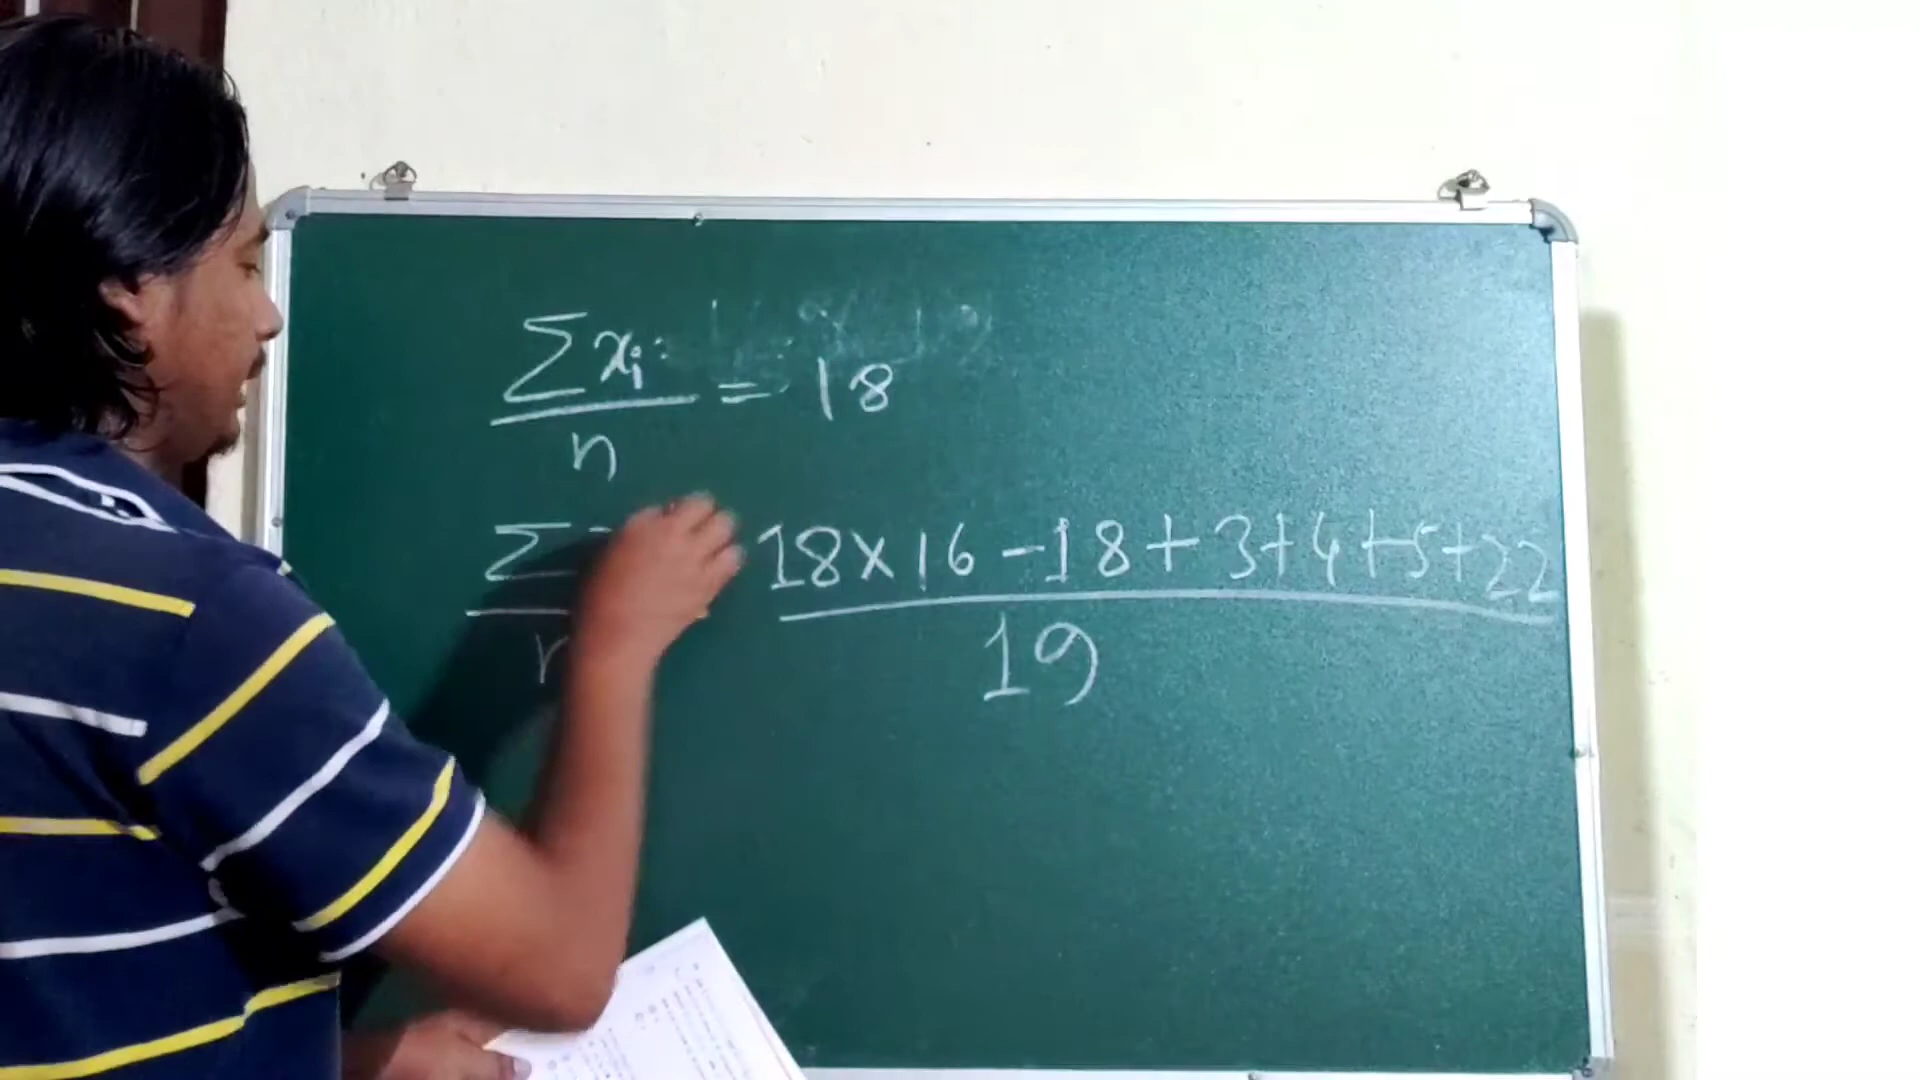 Σxi / n = 18
Σ / n 18×16-18+3+4+5+22 / 19